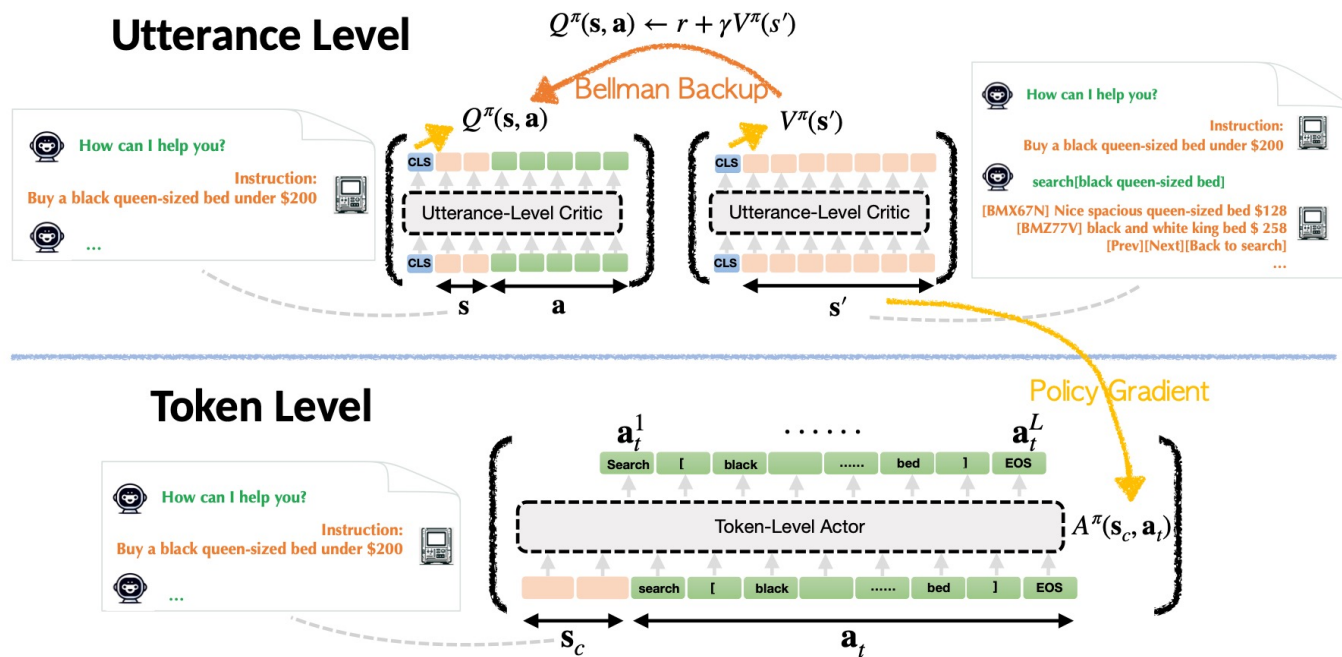 Utterance Level
Q^π(s, a) ← r + γV^π(s′)
Bellman Backup
How can I help you?
Instruction:
Buy a black queen-sized bed under $200
...
Q^π(s, a)
CLS
Utterance-Level Critic
CLS
s
a
V^π(s′)
CLS
Utterance-Level Critic
CLS
s′
How can I help you?
Instruction:
Buy a black queen-sized bed under $200
search[black queen-sized bed]
[BMX67N] Nice spacious queen-sized bed $128
[BMZ77V] black and white king bed $ 258
[Prev][Next][Back to search]
...
Token Level
Policy Gradient
How can I help you?
Instruction:
Buy a black queen-sized bed under $200
...
a_t^1 ...... a_t^L
Search [ black ...... bed ] EOS
Token-Level Actor
A^π(s_c, a_t)
search [ black ...... bed ] EOS
s_c
a_t